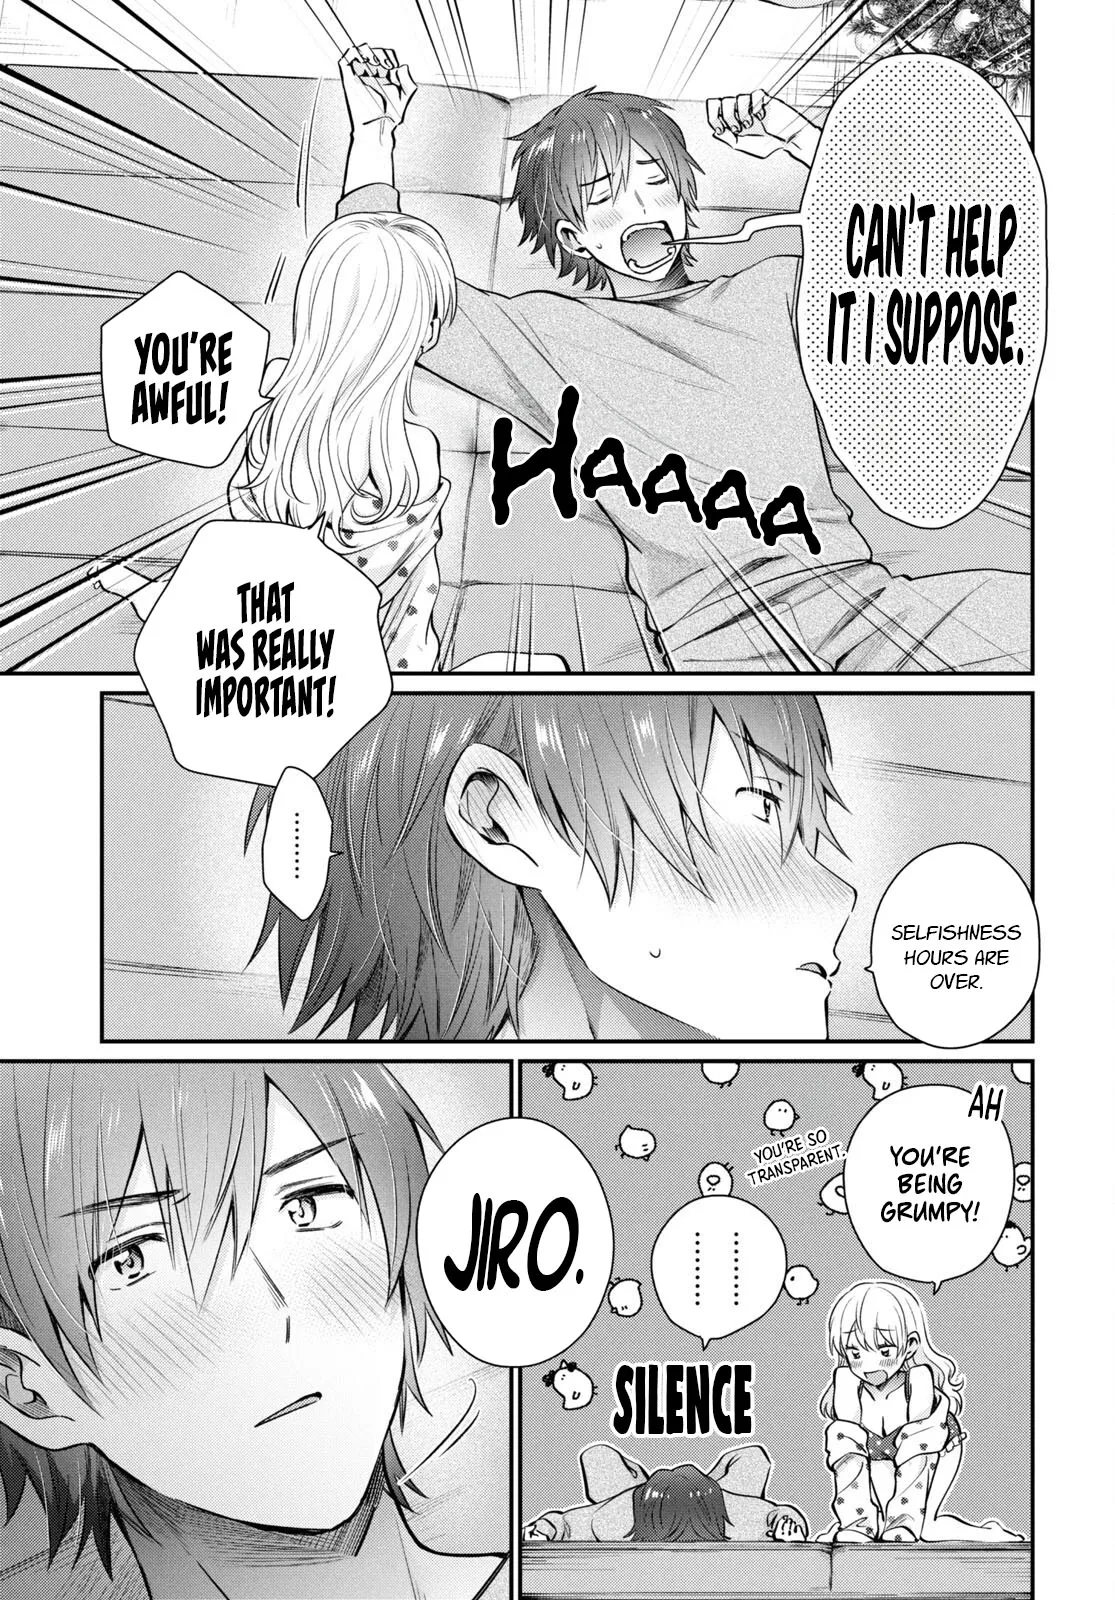 CAN'T HELP
IT I SUPPOSE.
HAAAAA
YOU'RE
AWFUL!
THAT
WAS REALLY
IMPORTANT!
........
SELFISHNESS
HOURS ARE
OVER.
AH
YOU'RE
BEING
GRUMPY!
YOU'RE SO
TRANSPARENT.
SILENCE
JIRO.